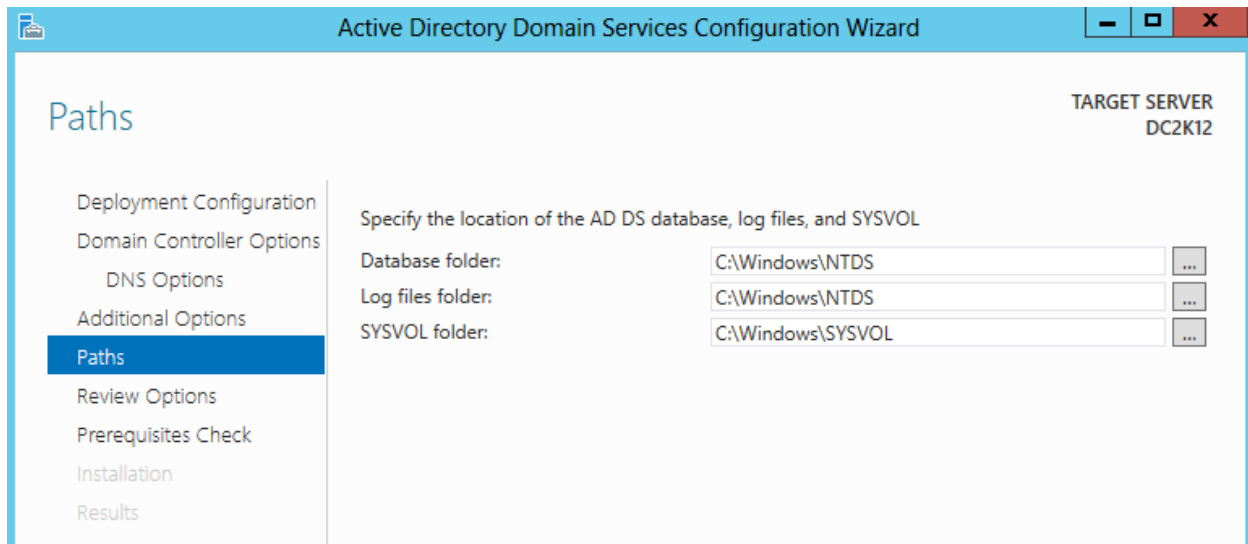 Active Directory Domain Services Configuration Wizard
Paths
TARGET SERVER
DC2K12
Deployment Configuration
Domain Controller Options
DNS Options
Additional Options
Paths
Review Options
Prerequisites Check
Installation
Results
Specify the location of the AD DS database, log files, and SYSVOL
Database folder: C:\Windows\NTDS ...
Log files folder: C:\Windows\NTDS ...
SYSVOL folder: C:\Windows\SYSVOL ...